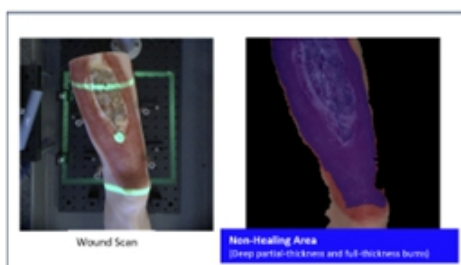 Wound Scan
Non-Healing Area
(Deep partial-thickness and full-thickness burns)